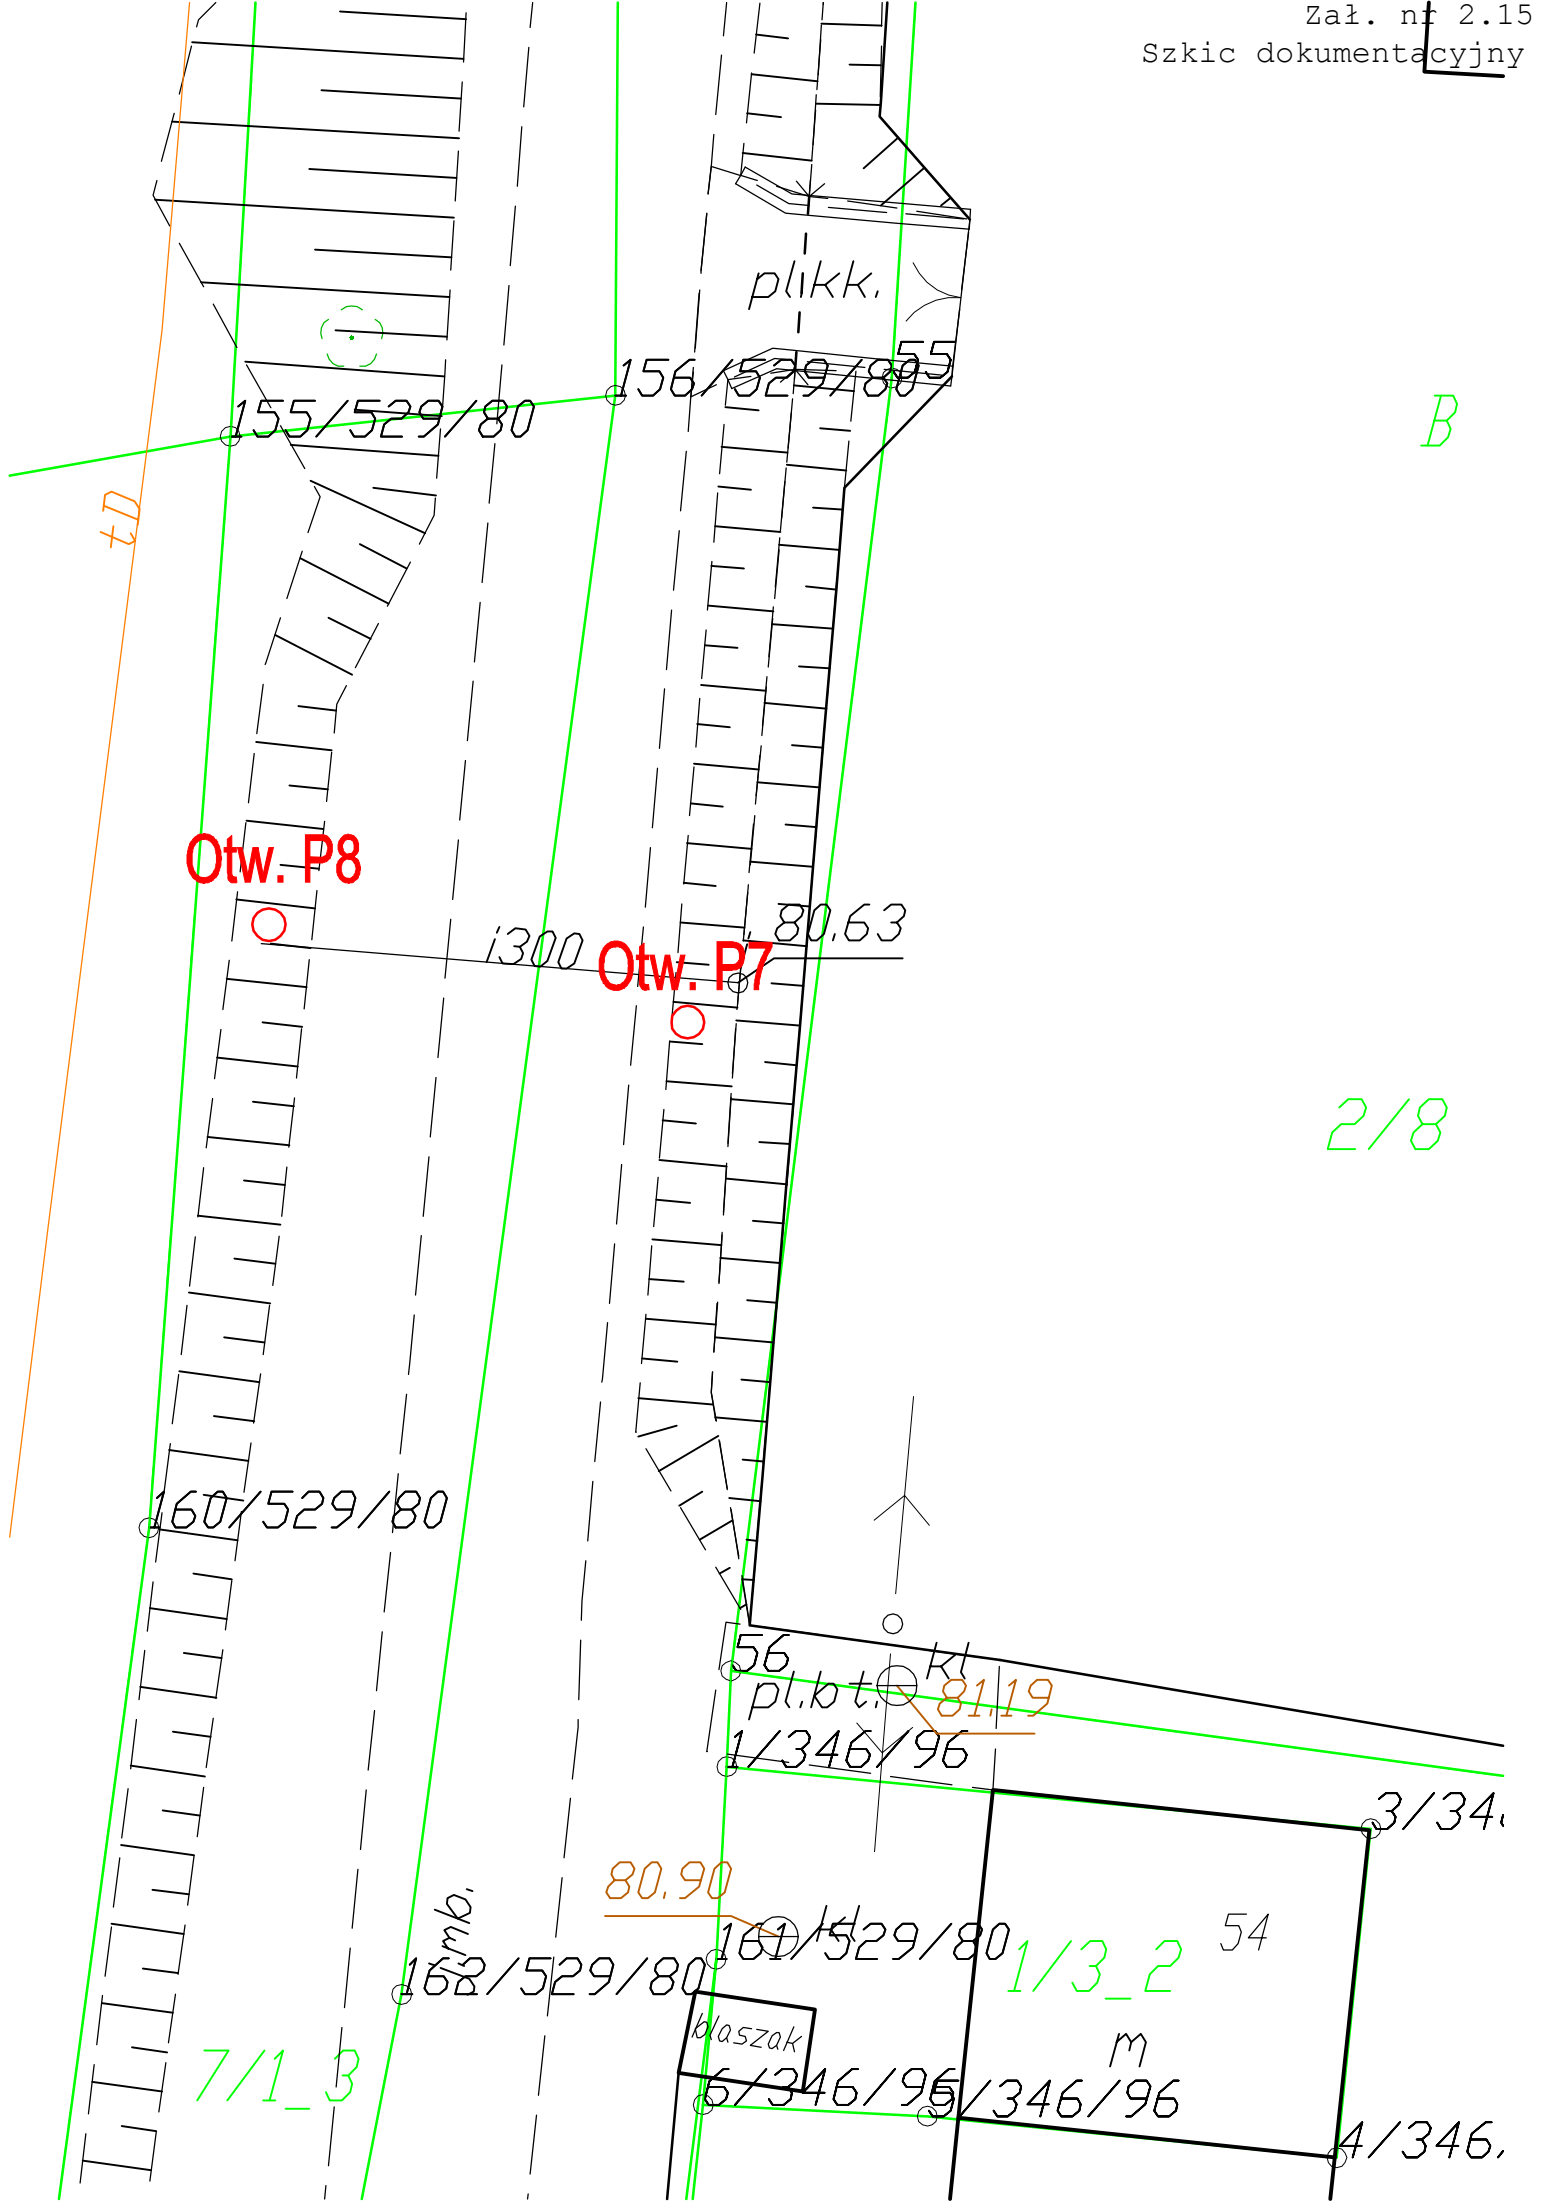 Zał. nr 2.15
Szkic dokumentacyjny
plikk.
55
156/529/80
155/529/80
B
tD
Otw. P8
80.63
i300
Otw. P7
2/8
160/529/80
56
kl
pl.bt.
81.19
1/346/96
3/34
80.90
kl
54
161/529/80
1/3_2
162/529/80
blaszak
m
7/1_3
6/346/96
5/346/96
4/346